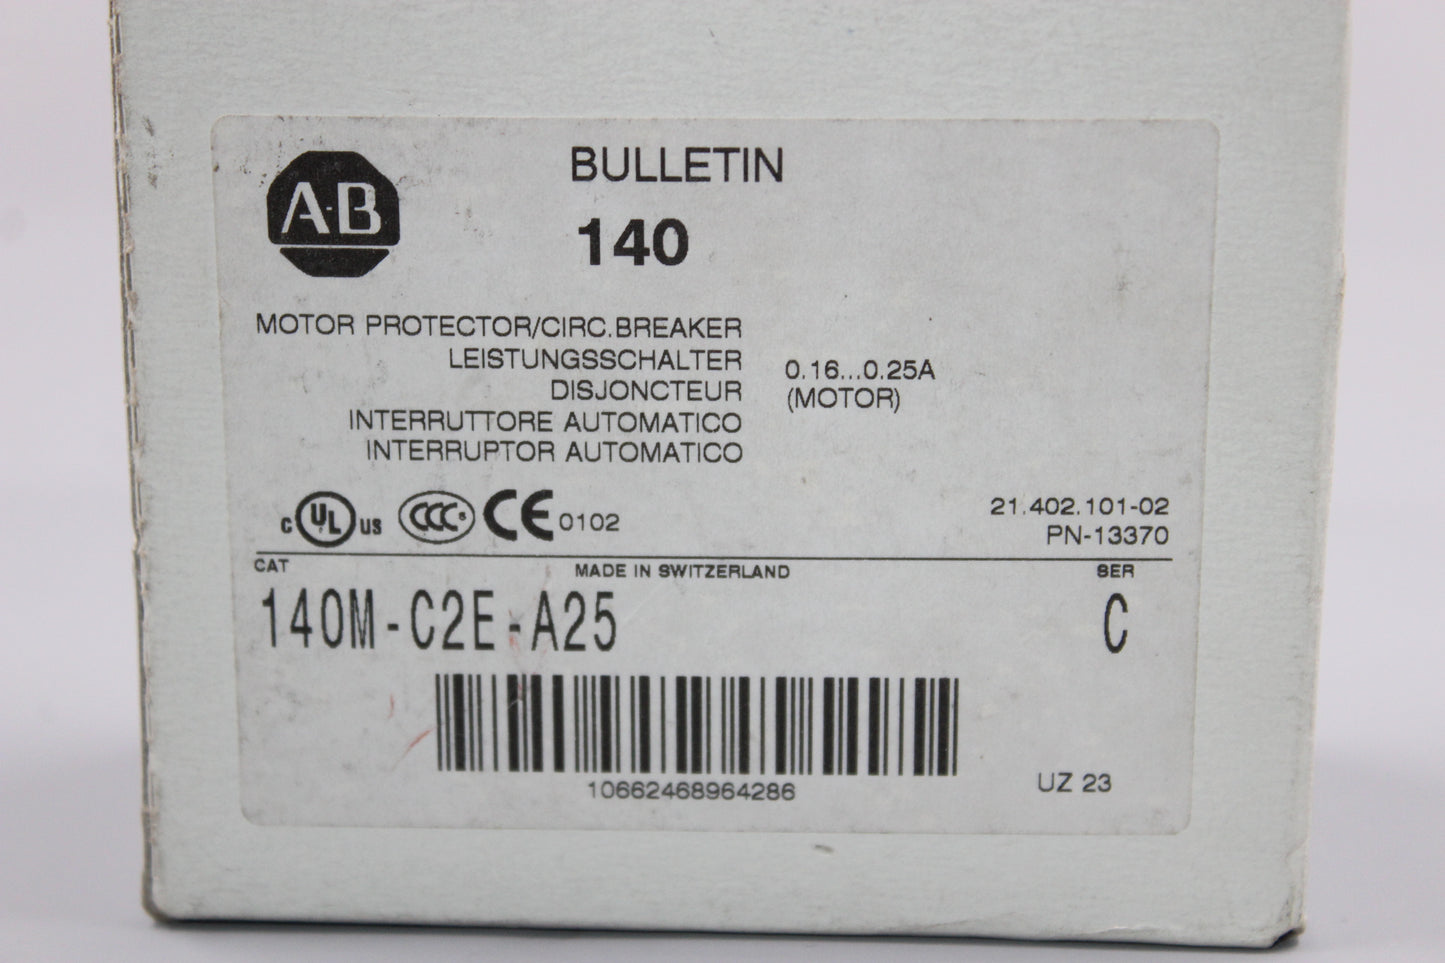 A-B
BULLETIN
140
MOTOR PROTECTOR/CIRC.BREAKER
LEISTUNGSSCHALTER
DISJONCTEUR
INTERRUTTORE AUTOMATICO
INTERRUPTOR AUTOMATICO
0.16...0.25A
(MOTOR)
C UL US CCC S CE 0102
21.402.101-02
PN-13370
CAT MADE IN SWITZERLAND SER
140M-C2E-A25 C
10662468964286
UZ 23